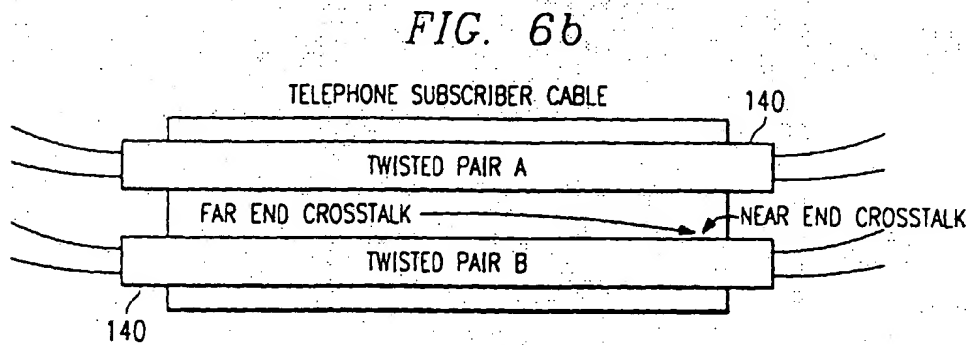 FIG. 6b
TELEPHONE SUBSCRIBER CABLE
140
TWISTED PAIR A
FAR END CROSSTALK
NEAR END CROSSTALK
TWISTED PAIR B
140